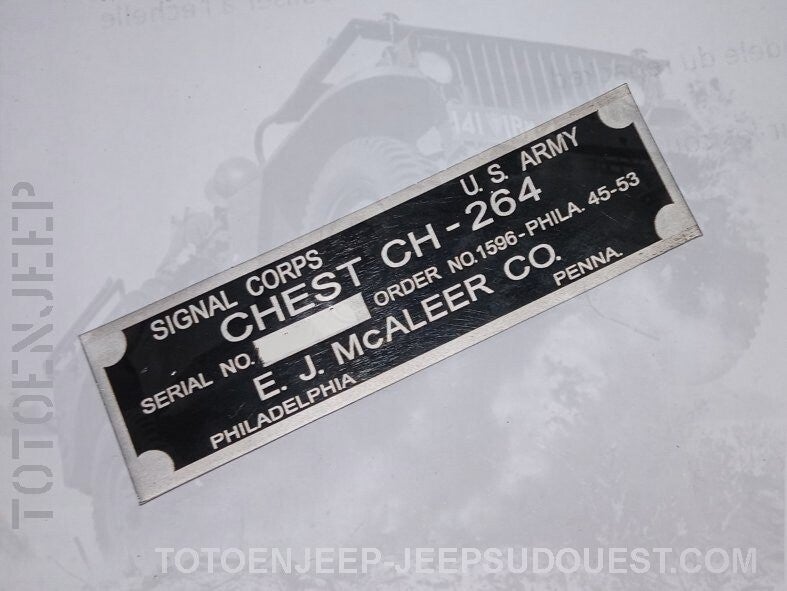 SIGNAL CORPS U.S. ARMY
CHEST CH-264
SERIAL NO. ORDER NO.1596-PHILA. 45-53
E. J. McALEER CO.
PHILADELPHIA PENNA.
TOTOENJEEP
TOTOENJEEP-JEEPSUDOUEST.COM